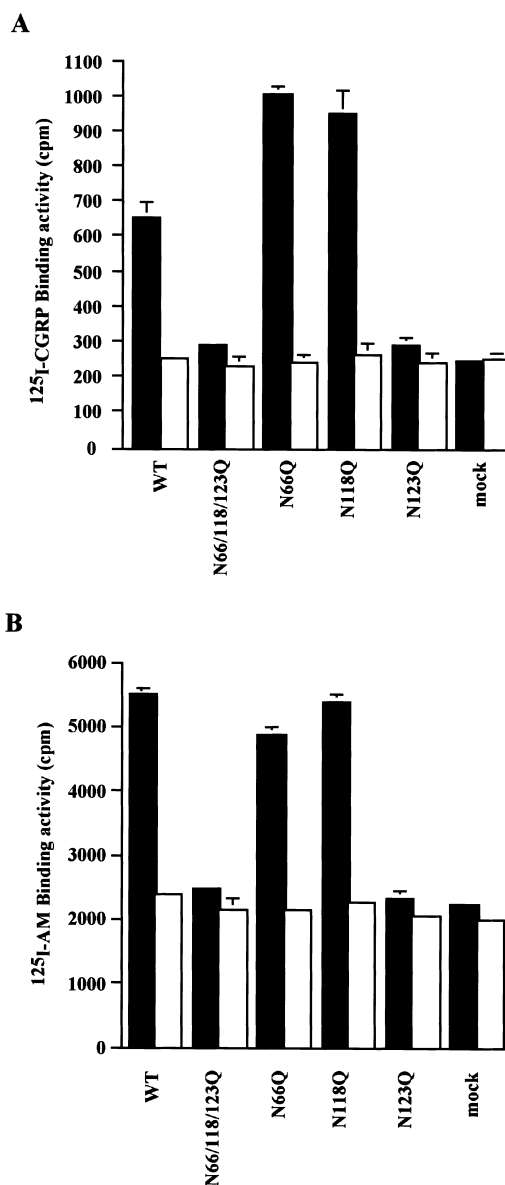 A
1100
1000
900
800
700
600
500
400
300
200
100
0
125I-CGRP Binding activity (cpm)
WT
N66/118/123Q
N66Q
N118Q
N123Q
mock
B
6000
5000
4000
3000
2000
1000
0
125I-AM Binding activity (cpm)
WT
N66/118/123Q
N66Q
N118Q
N123Q
mock